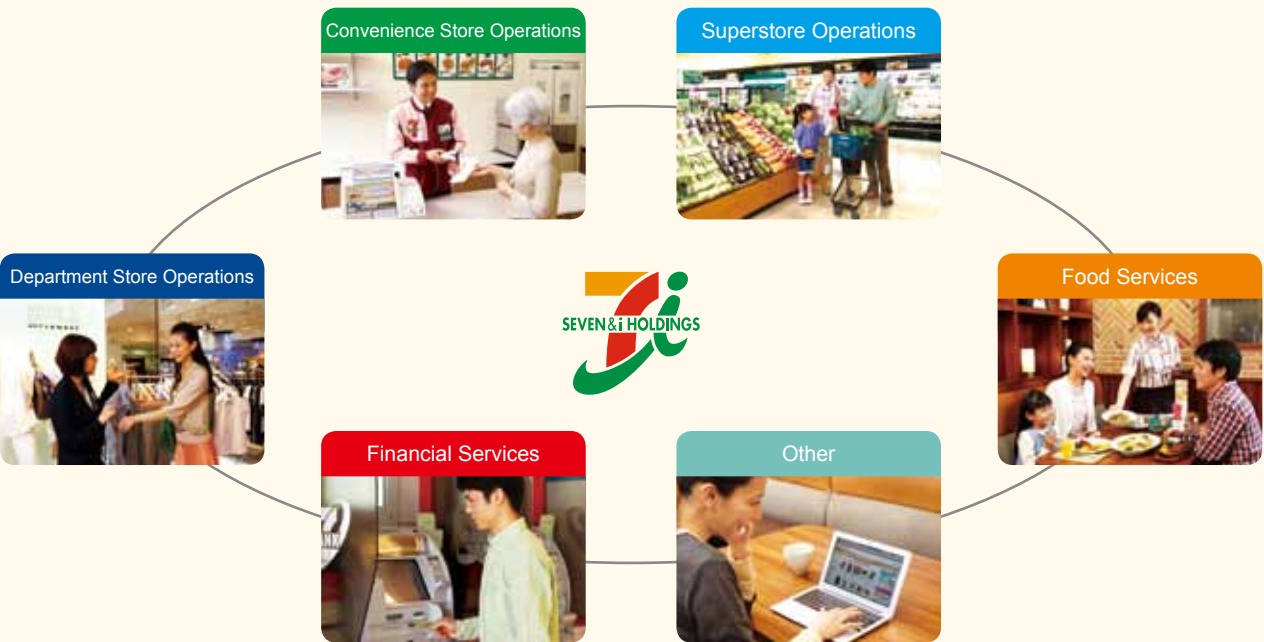 Convenience Store Operations
Superstore Operations
Department Store Operations
Food Services
SEVEN&i HOLDINGS
Financial Services
Other